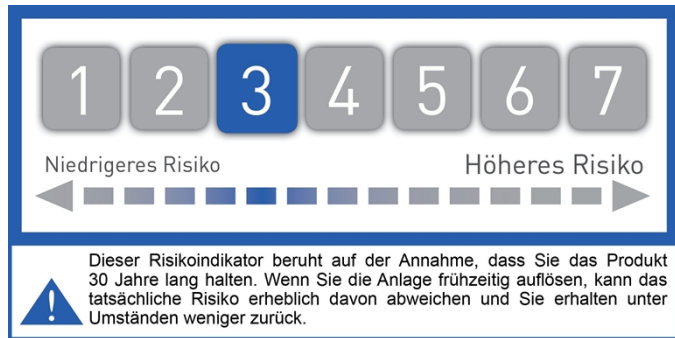 1 2 3 4 5 6 7
Niedrigeres Risiko Höheres Risiko
Dieser Risikoindikator beruht auf der Annahme, dass Sie das Produkt
30 Jahre lang halten. Wenn Sie die Anlage frühzeitig auflösen, kann das
tatsächliche Risiko erheblich davon abweichen und Sie erhalten unter
Umständen weniger zurück.